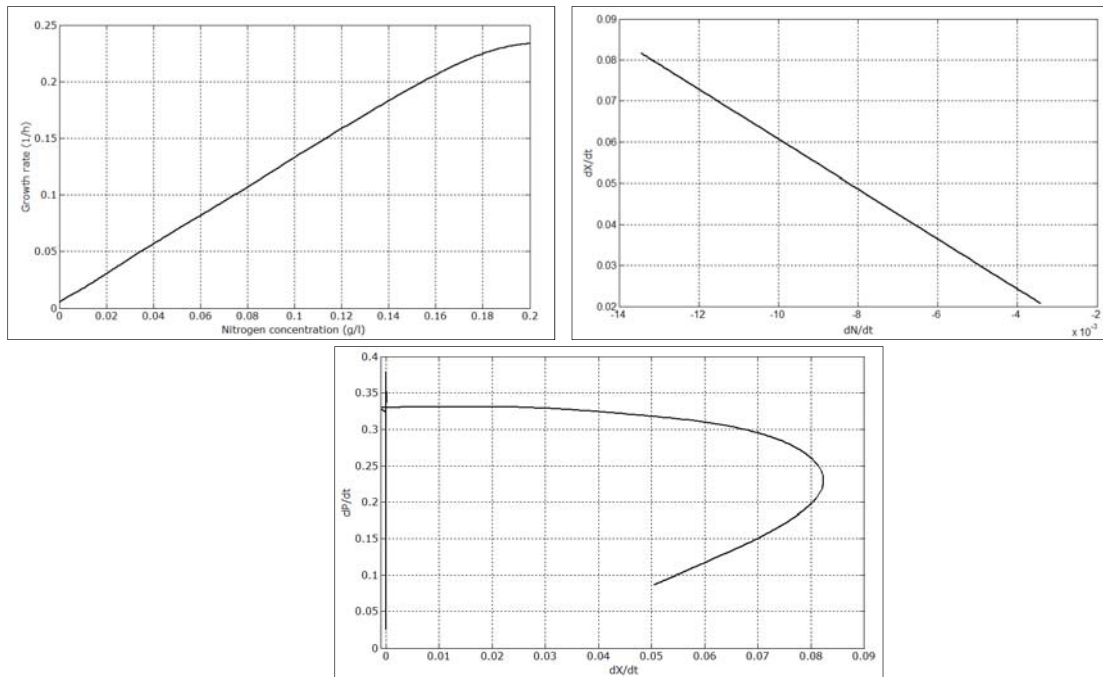 0.25
0.2
0.15
0.1
0.05
0
Growth rate (1/h)
0 0.02 0.04 0.06 0.08 0.1 0.12 0.14 0.16 0.18 0.2
Nitrogen concentration (g/l)
0.09
0.08
0.07
0.06
0.05
0.04
0.03
0.02
dX/dt
-14 -12 -10 -8 -6 -4 -2
dN/dt
x 10⁻³
0.4
0.35
0.3
0.25
0.2
0.15
0.1
0.05
0
dP/dt
0 0.01 0.02 0.03 0.04 0.05 0.06 0.07 0.08 0.09
dX/dt